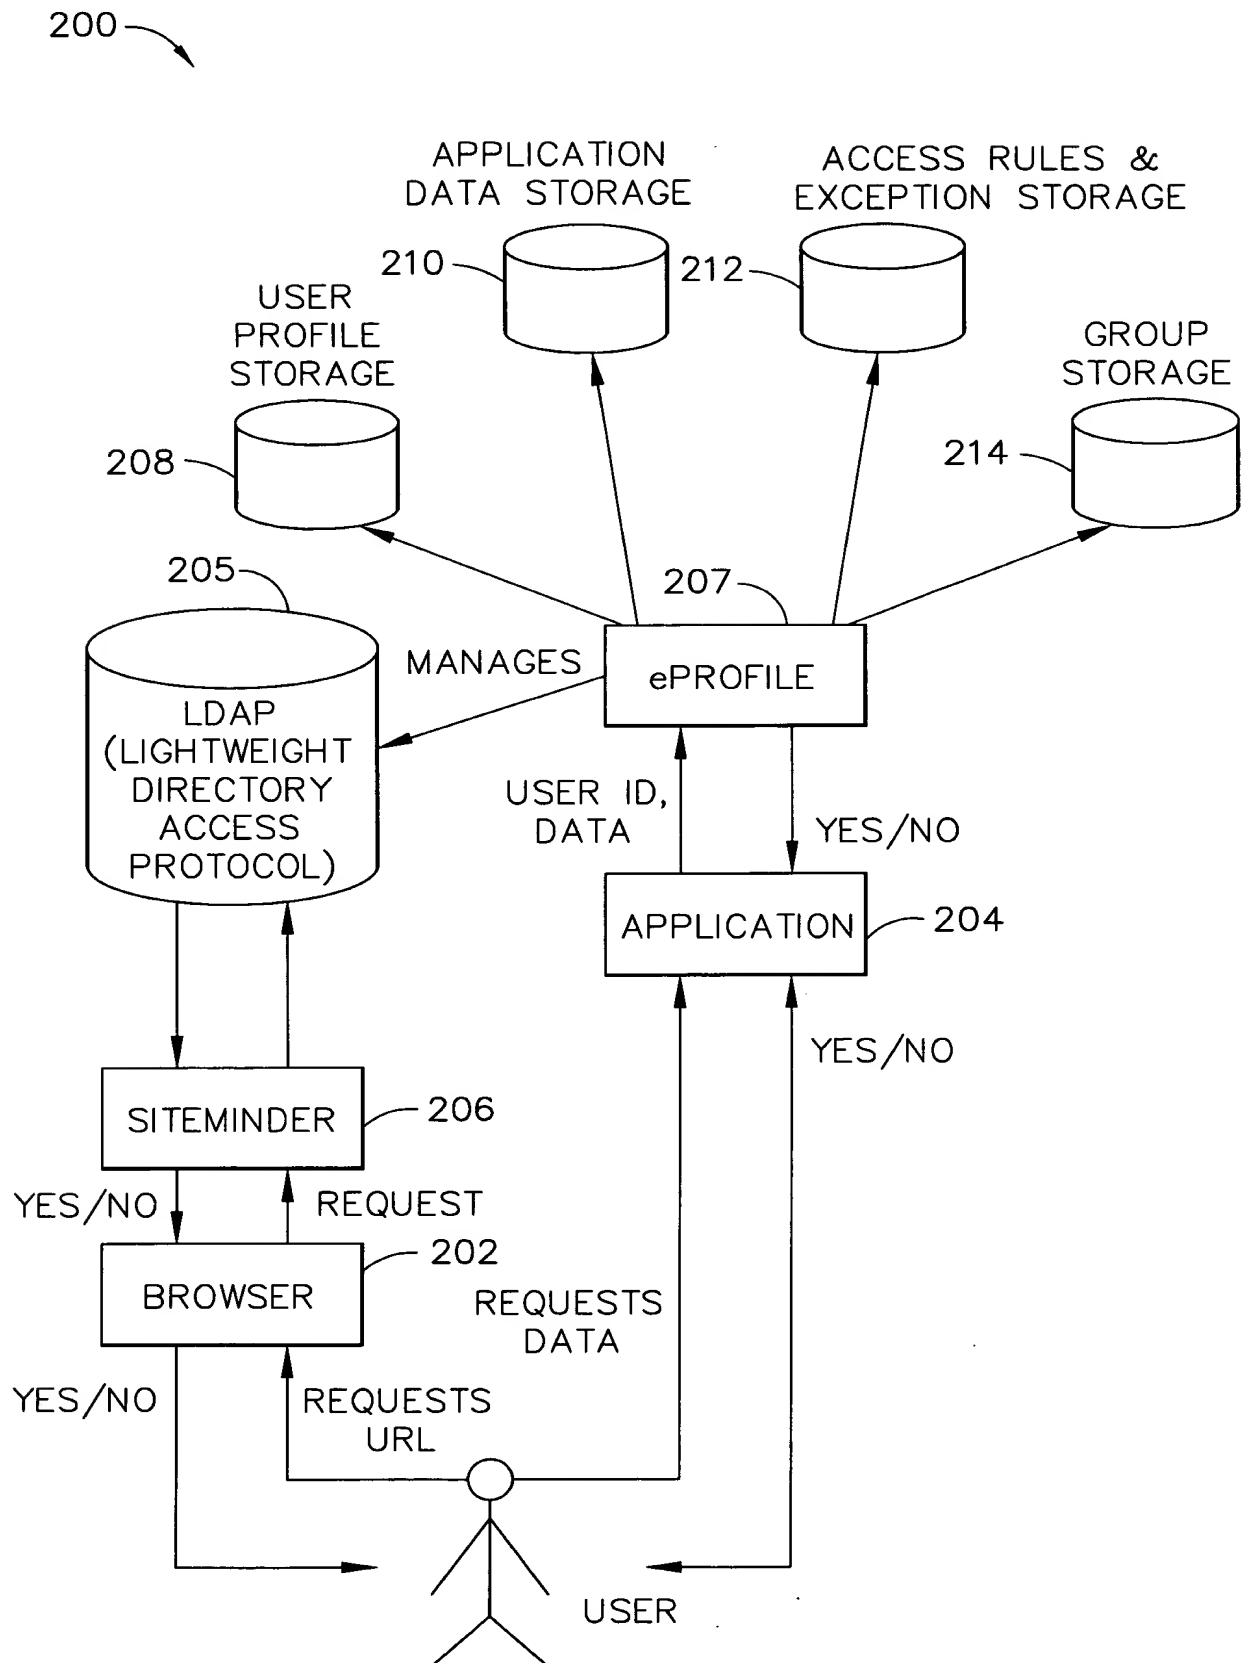 200
APPLICATION
DATA STORAGE
ACCESS RULES &
EXCEPTION STORAGE
210
212
USER
PROFILE
STORAGE
GROUP
STORAGE
208
214
205
207
MANAGES
ePROFILE
LDAP
(LIGHTWEIGHT
DIRECTORY
ACCESS
PROTOCOL)
USER ID,
DATA
YES/NO
APPLICATION
204
YES/NO
SITEMINDER
206
YES/NO
REQUEST
202
BROWSER
REQUESTS
DATA
YES/NO
REQUESTS
URL
USER